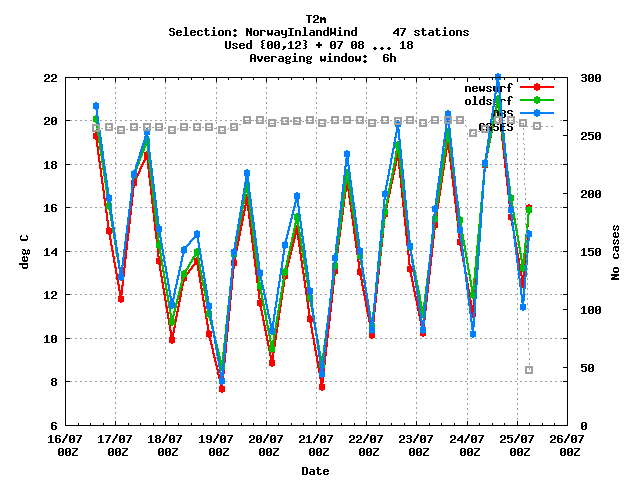 T2m
Selection: NorwayInlandWind 47 stations
Used {00,12} + 07 08 ... 18
Averaging window: 6h
newsurf
oldsurf
OBS
CASES
deg C
22
20
18
16
14
12
10
8
6
No cases
300
250
200
150
100
50
0
16/07 17/07 18/07 19/07 20/07 21/07 22/07 23/07 24/07 25/07 26/07
00Z 00Z 00Z 00Z 00Z 00Z 00Z 00Z 00Z 00Z 00Z
Date